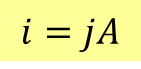 i = jA